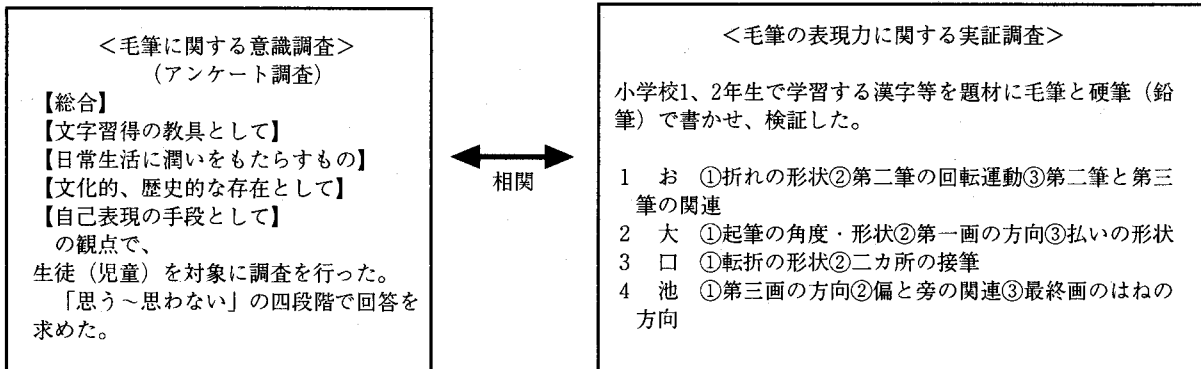 ＜毛筆に関する意識調査＞
（アンケート調査）
【総合】
【文字習得の教具として】
【日常生活に潤いをもたらすもの】
【文化的、歴史的な存在として】
【自己表現の手段として】
の観点で、
生徒（児童）を対象に調査を行った。
「思う～思わない」の四段階で回答を
求めた。
相関
＜毛筆の表現力に関する実証調査＞
小学校1、2年生で学習する漢字等を題材に毛筆と硬筆（鉛
筆）で書かせ、検証した。
1　お　①折れの形状②第二筆の回転運動③第二筆と第三
筆の関連
2　大　①起筆の角度・形状②第一画の方向③払いの形状
3　口　①転折の形状②二カ所の接筆
4　池　①第三画の方向②偏と旁の関連③最終画のはねの
方向